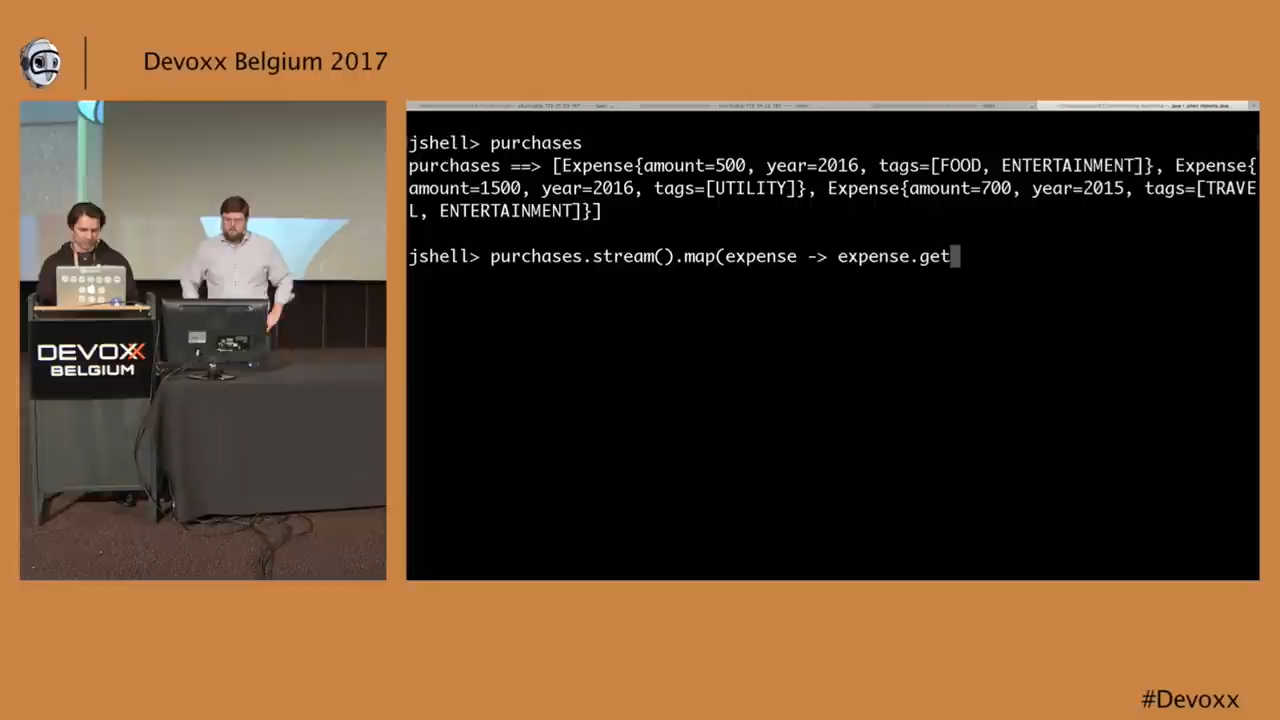 Devoxx Belgium 2017
jshell> purchases
purchases ==> [Expense{amount=500, year=2016, tags=[FOOD, ENTERTAINMENT]}, Expense{
amount=1500, year=2016, tags=[UTILITY]}, Expense{amount=700, year=2015, tags=[TRAVE
L, ENTERTAINMENT]}]
jshell> purchases.stream().map(expense -> expense.get
DEVOXX
BELGIUM
#Devoxx